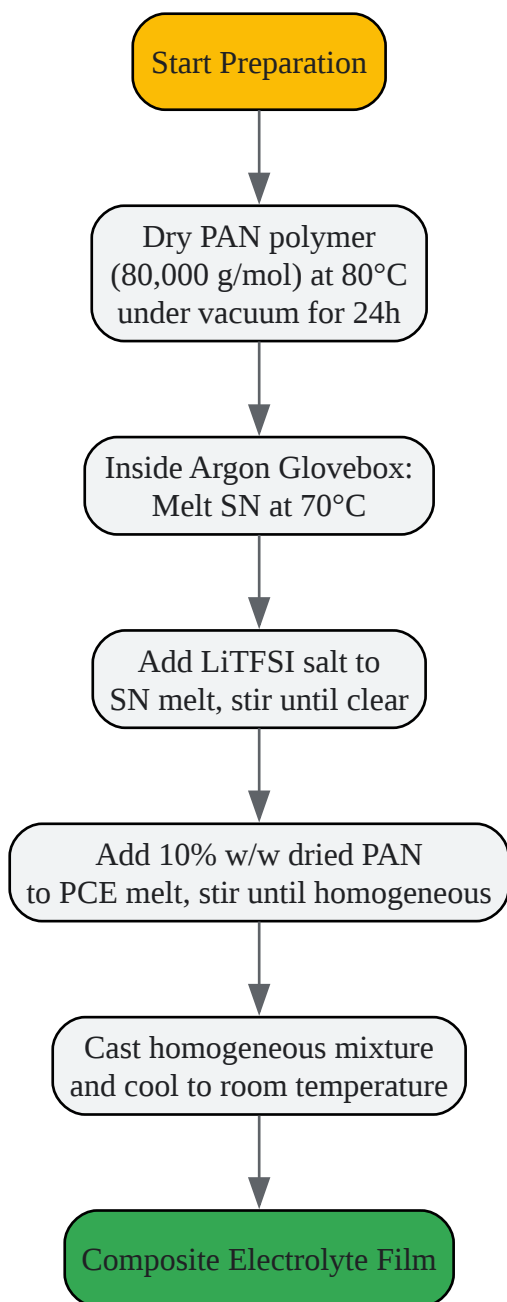 Start Preparation
Dry PAN polymer
(80,000 g/mol) at 80°C
under vacuum for 24h
Inside Argon Glovebox:
Melt SN at 70°C
Add LiTFSI salt to
SN melt, stir until clear
Add 10% w/w dried PAN
to PCE melt, stir until homogeneous
Cast homogeneous mixture
and cool to room temperature
Composite Electrolyte Film